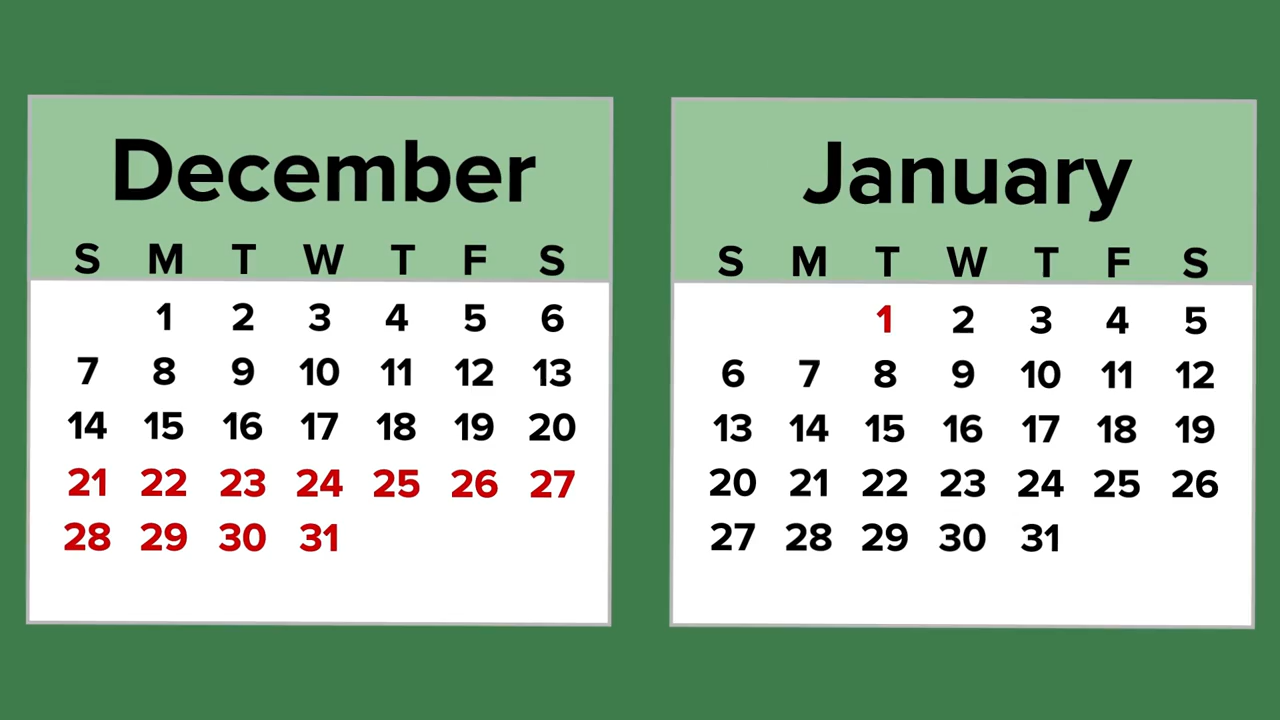 December
S M T W T F S
1 2 3 4 5 6
7 8 9 10 11 12 13
14 15 16 17 18 19 20
21 22 23 24 25 26 27
28 29 30 31
January
S M T W T F S
1 2 3 4 5
6 7 8 9 10 11 12
13 14 15 16 17 18 19
20 21 22 23 24 25 26
27 28 29 30 31